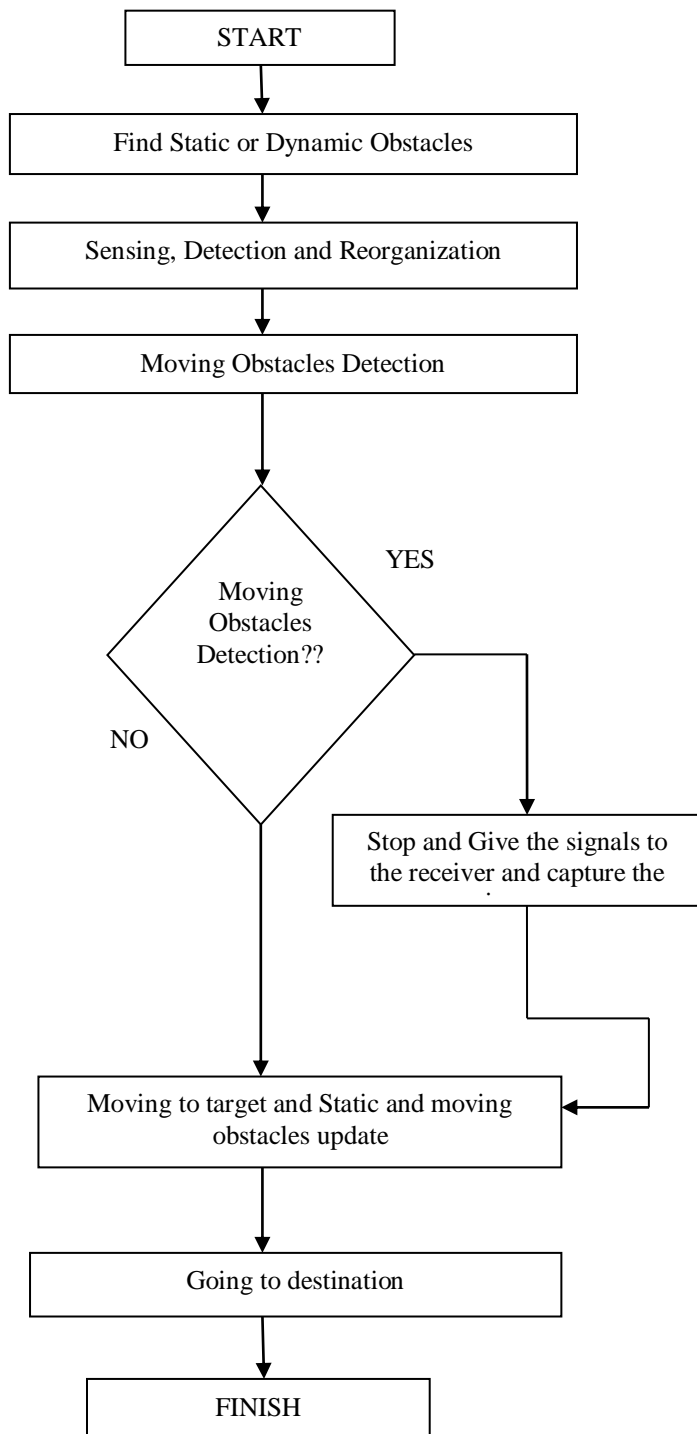 START
Find Static or Dynamic Obstacles
Sensing, Detection and Reorganization
Moving Obstacles Detection
YES
Moving
Obstacles
Detection??
NO
Stop and Give the signals to
the receiver and capture the
Moving to target and Static and moving
obstacles update
Going to destination
FINISH